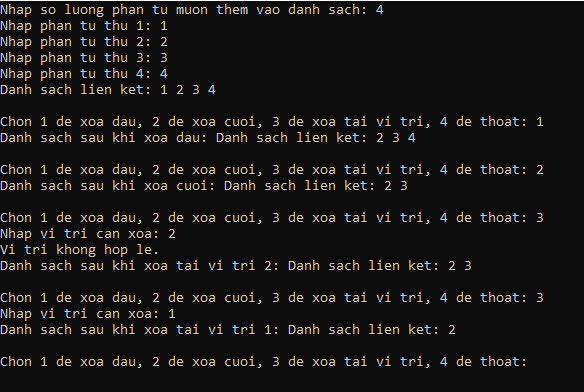 Nhap so luong phan tu muon them vao danh sach: 4
Nhap phan tu thu 1: 1
Nhap phan tu thu 2: 2
Nhap phan tu thu 3: 3
Nhap phan tu thu 4: 4
Danh sach lien ket: 1 2 3 4
Chon 1 de xoa dau, 2 de xoa cuoi, 3 de xoa tai vi tri, 4 de thoat: 1
Danh sach sau khi xoa dau: Danh sach lien ket: 2 3 4
Chon 1 de xoa dau, 2 de xoa cuoi, 3 de xoa tai vi tri, 4 de thoat: 2
Danh sach sau khi xoa cuoi: Danh sach lien ket: 2 3
Chon 1 de xoa dau, 2 de xoa cuoi, 3 de xoa tai vi tri, 4 de thoat: 3
Nhap vi tri can xoa: 2
Vi tri khong hop le.
Danh sach sau khi xoa tai vi tri 2: Danh sach lien ket: 2 3
Chon 1 de xoa dau, 2 de xoa cuoi, 3 de xoa tai vi tri, 4 de thoat: 3
Nhap vi tri can xoa: 1
Danh sach sau khi xoa tai vi tri 1: Danh sach lien ket: 2
Chon 1 de xoa dau, 2 de xoa cuoi, 3 de xoa tai vi tri, 4 de thoat: